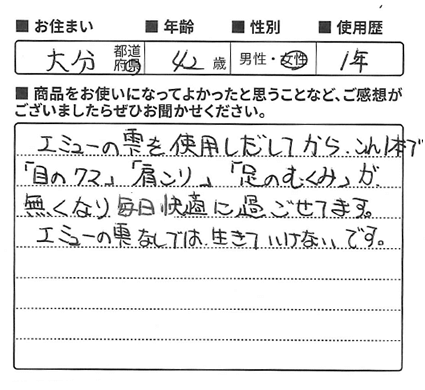 ■ お住まい ■ 年齢 ■ 性別 ■ 使用歴
大分 都道府県 42歳 男性・女性 1年
■ 商品をお使いになってよかったと思うことなど、ご感想が
ございましたらぜひお聞かせください。
エミューの雫を使用しだしてから、これ1本で
「目のクマ」「肩こり」、「足のむくみ」が、
無くなり毎日快適に過ごせてます。
エミューの雫なしでは、生きていけないです。